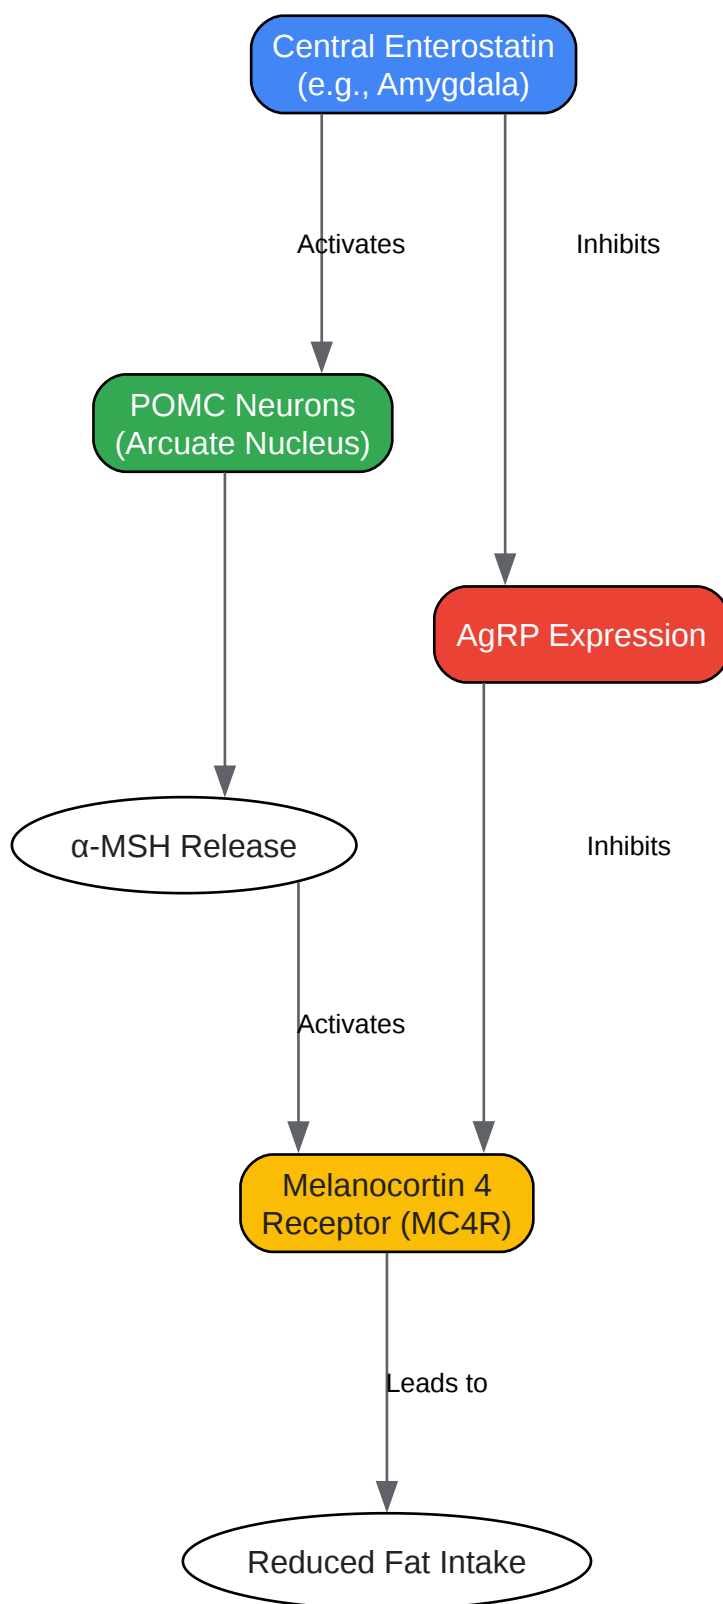 Central Enterostatin
(e.g., Amygdala)
Activates
Inhibits
POMC Neurons
(Arcuate Nucleus)
AgRP Expression
α-MSH Release
Inhibits
Activates
Melanocortin 4
Receptor (MC4R)
Leads to
Reduced Fat Intake